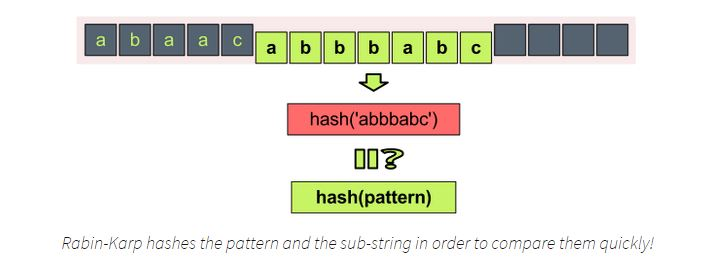 a b a a c a b b b a b c
hash('abbbabc')
=?
hash(pattern)
Rabin-Karp hashes the pattern and the sub-string in order to compare them quickly!